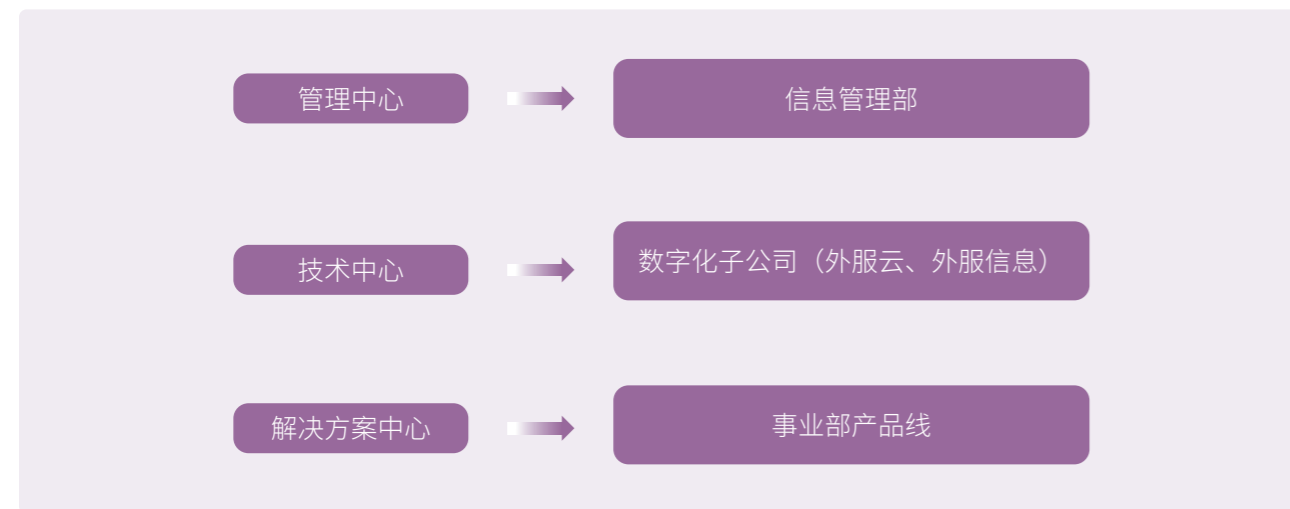 管理中心
信息管理部
技术中心
数字化子公司（外服云、外服信息）
解决方案中心
事业部产品线